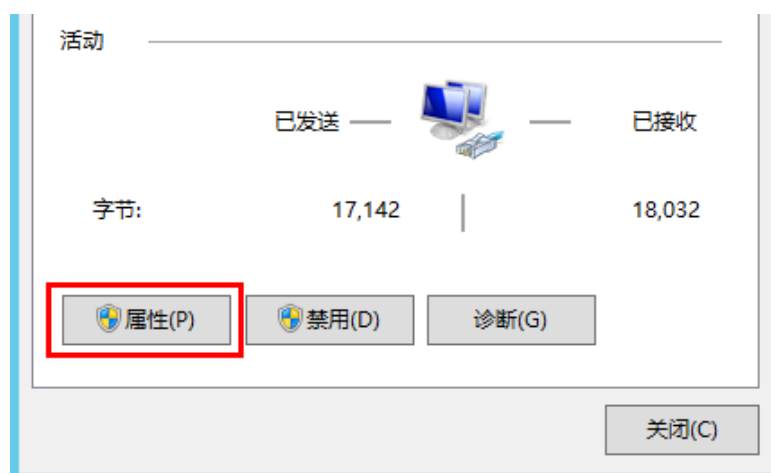 活动
已发送 已接收
字节: 17,142 18,032
属性(P) 禁用(D) 诊断(G)
关闭(C)